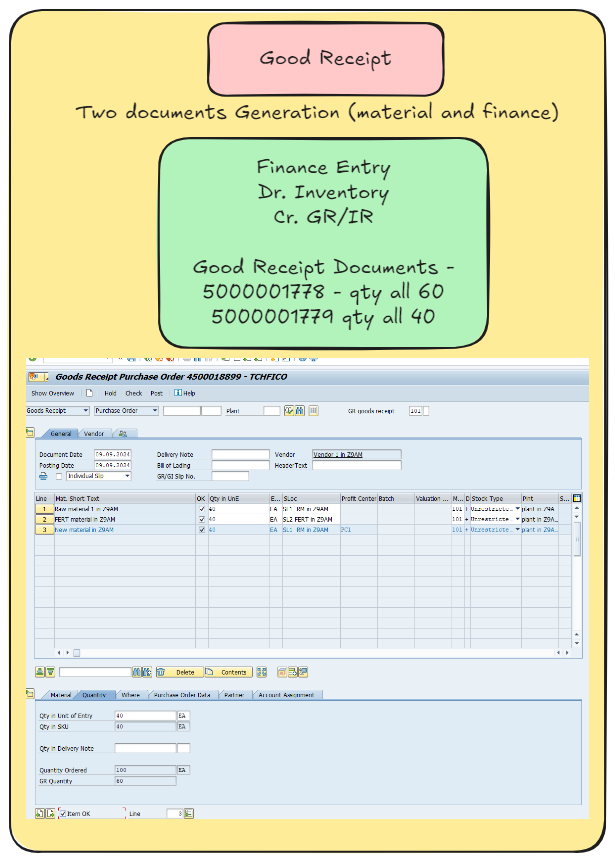 Good Receipt
Two documents Generation (material and finance)
Finance Entry
Dr. Inventory
Cr. GR/IR
Good Receipt Documents -
5000001778 - qty all 60
5000001779 qty all 40
Goods Receipt Purchase Order 4500018899 - TCHFICO
Show Overview Hold Check Post Help
Goods Receipt Purchase Order Plant GR goods receipt 101
General Vendor
Document Date 09.09.2024 Delivery Note Vendor Vendor 1 in Z9AM
Posting Date 09.09.2024 Bill of Lading HeaderText
Individual Slip GR/GI Slip No.
Line Mat. Short Text OK Qty in UnE E... SLoc Profit Center Batch Valuation ... M... D Stock Type Plnt S...
1 Raw material 1 in Z9AM 40 EA SL1 RM in Z9AM 101 + Unrestricte... plant in Z9A...
2 FERT material in Z9AM 40 EA SL2 FERT in Z9AM 101 + Unrestricte... plant in Z9A...
3 New material in Z9AM 40 EA SL1 RM in Z9AM PC1 101 + Unrestricte... plant in Z9A...
Delete Contents
Material Quantity Where Purchase Order Data Partner Account Assignment
Qty in Unit of Entry 40 EA
Qty in SKU 40 EA
Qty in Delivery Note
Quantity Ordered 100 EA
GR Quantity 60
Item OK Line 3